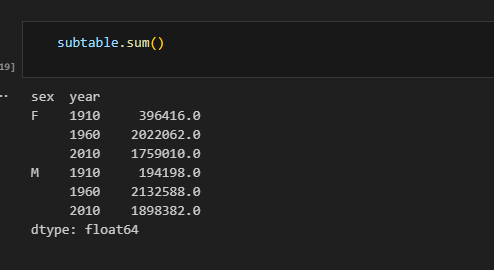 subtable.sum()
19]
..
sex  year
F    1910     396416.0
     1960    2022062.0
     2010    1759010.0
M    1910     194198.0
     1960    2132588.0
     2010    1898382.0
dtype: float64